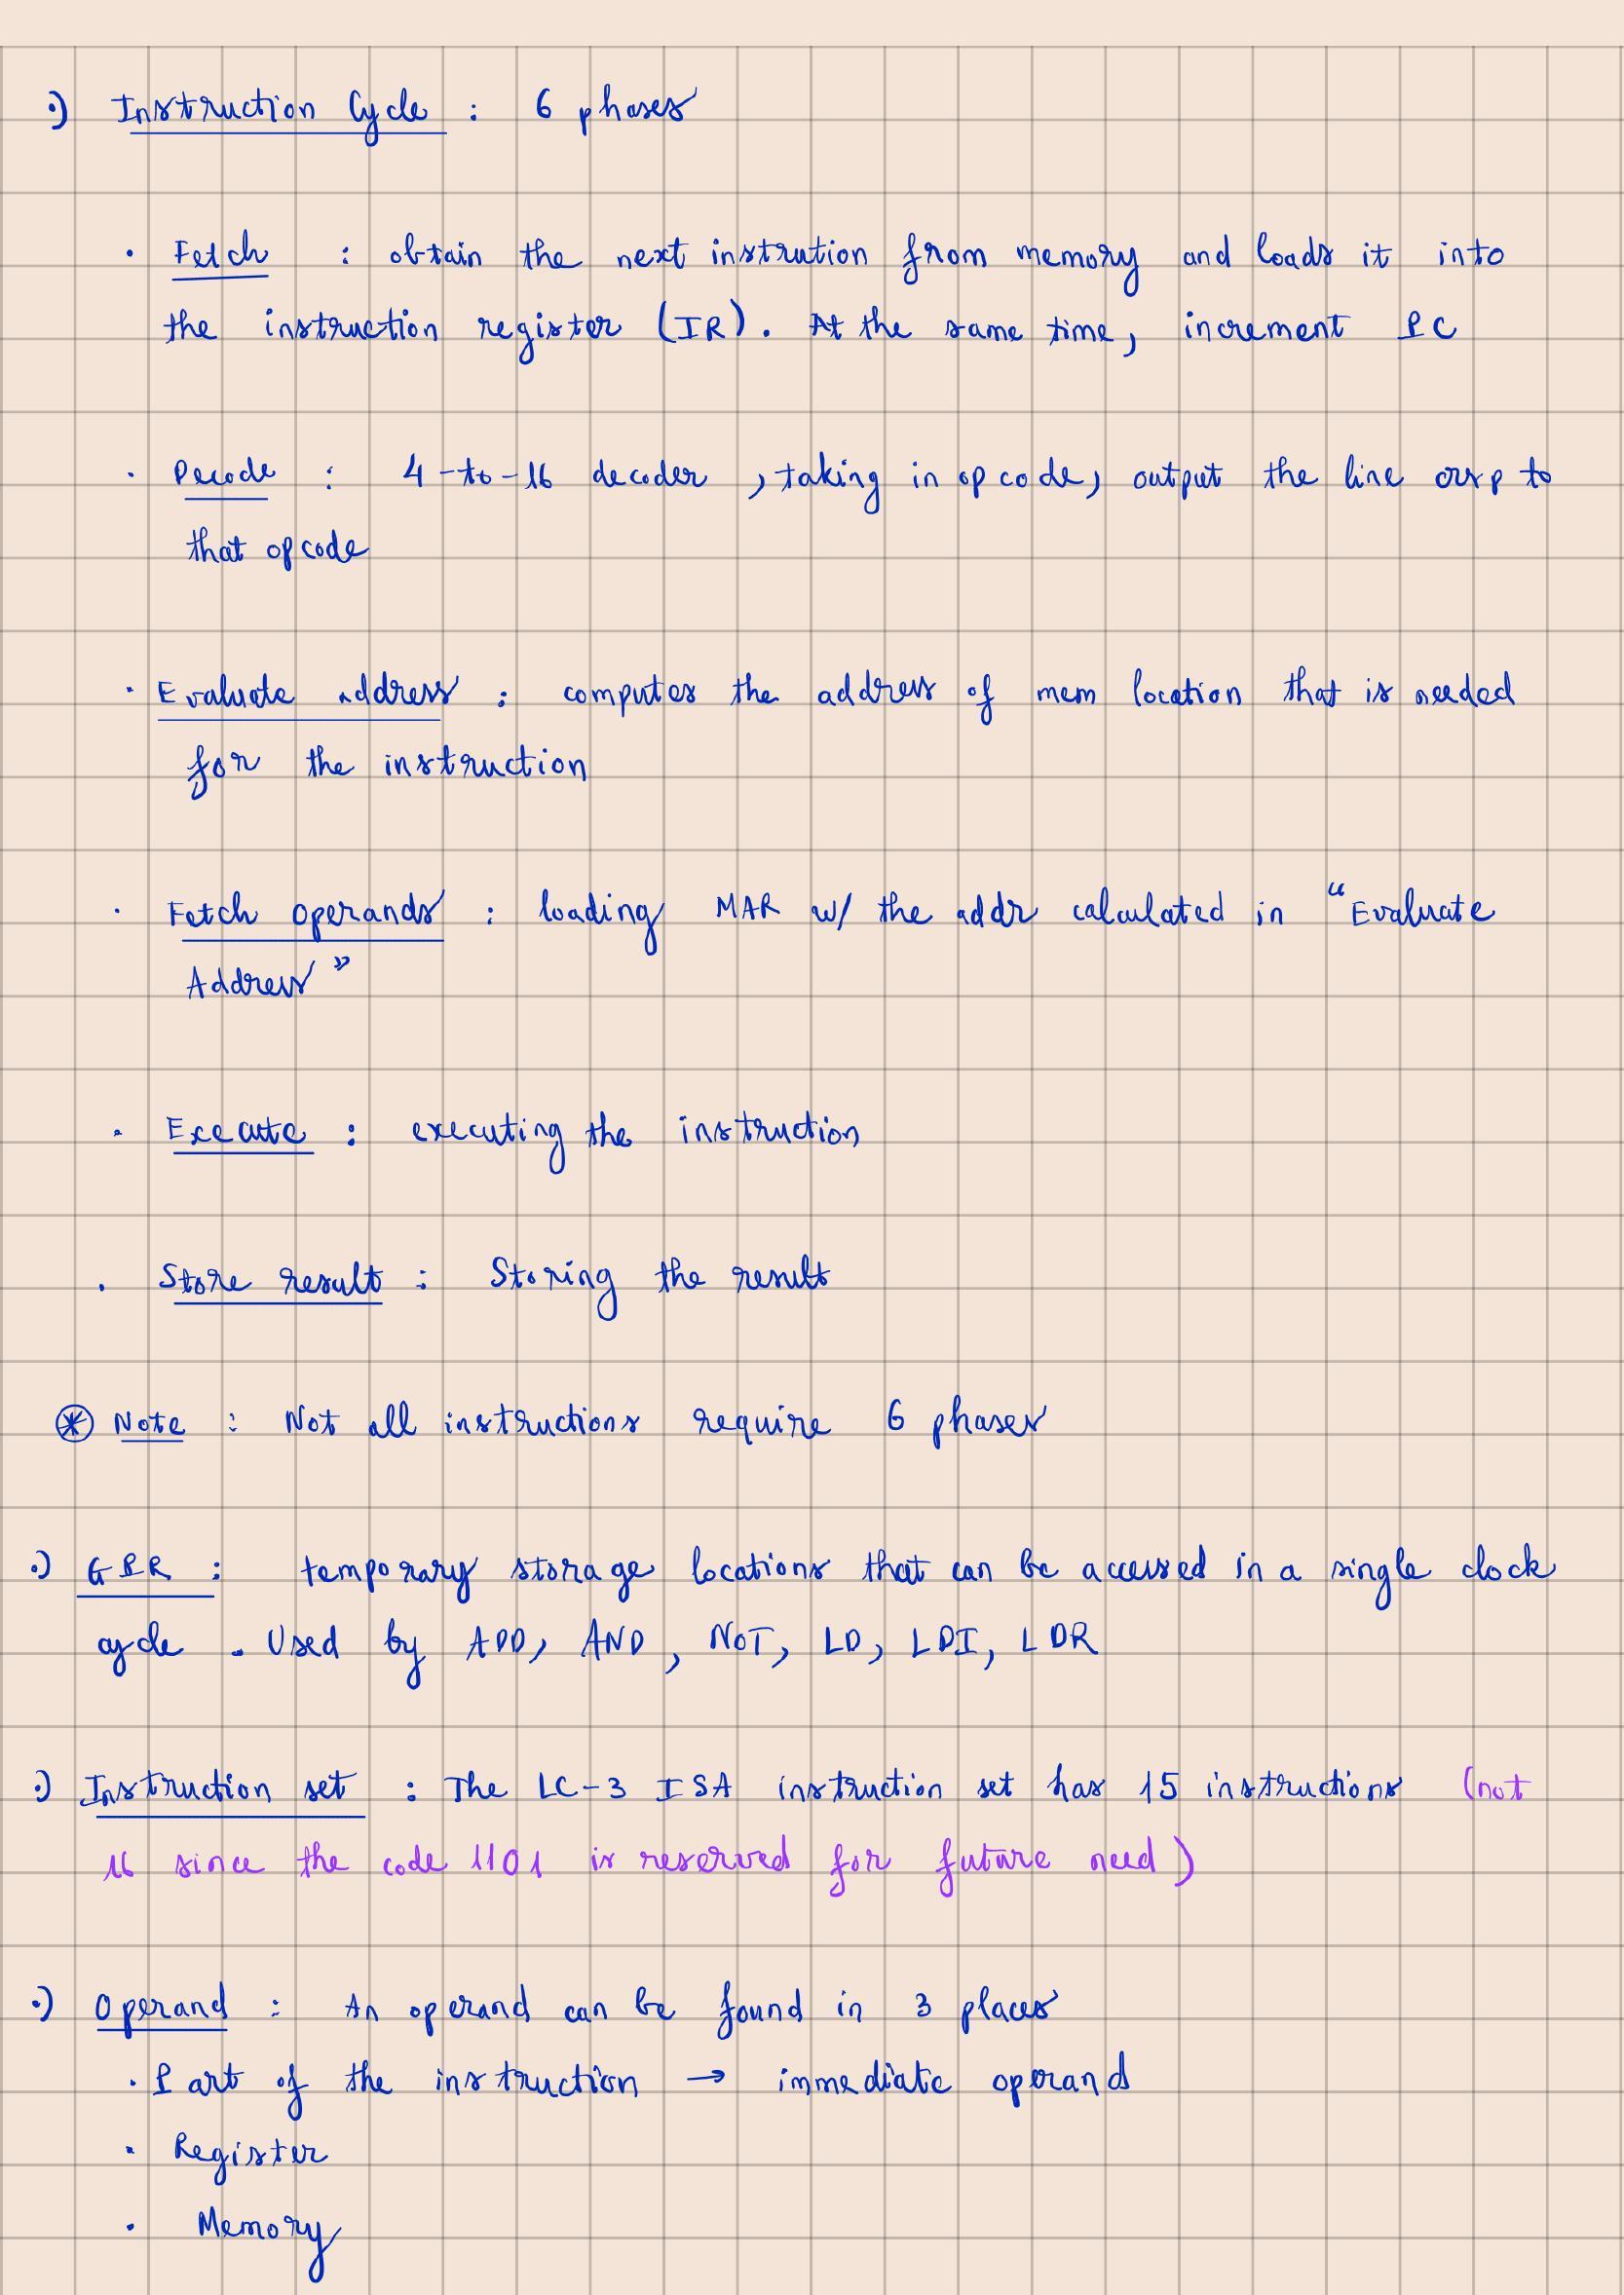 •) Instruction Cycle : 6 phases
• Fetch : obtain the next instrution from memory and loads it into
the instruction register (IR). At the same time, increment PC
• Decode : 4-to-16 decoder, taking in opcode, output the line corrp to
that opcode
• Evaluate address : computes the address of mem location that is needed
for the instruction
• Fetch operands : loading MAR w/ the addr calculated in "Evaluate
Address"
• Execute : executing the instruction
• Store result : Storing the result
⊛ Note : Not all instructions require 6 phases
•) GPR : temporary storage locations that can be accessed in a single clock
cycle . Used by ADD, AND, NOT, LD, LDI, LDR
•) Instruction set : The LC-3 ISA instruction set has 15 instructions (not
16 since the code 1101 is reserved for future need)
•) Operand : An operand can be found in 3 places
• Part of the instruction → immediate operand
• Register
• Memory